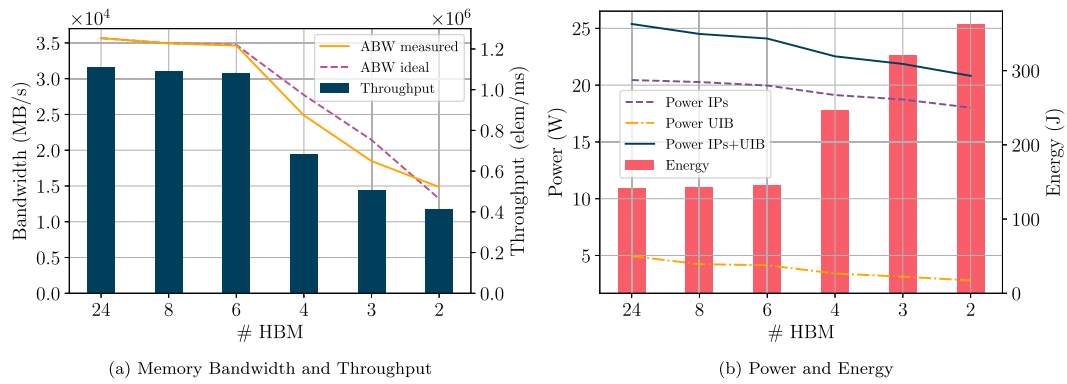 ×10⁴
×10⁶
3.5
3.0
2.5
2.0
1.5
1.0
0.5
0.0
Bandwidth (MB/s)
ABW measured
ABW ideal
Throughput
1.2
1.0
0.8
0.6
0.4
0.2
0.0
Throughput (elem/ms)
24 8 6 4 3 2
# HBM
(a) Memory Bandwidth and Throughput
25
20
15
10
5
Power (W)
Power IPs
Power UIB
Power IPs+UIB
Energy
300
200
100
0
Energy (J)
24 8 6 4 3 2
# HBM
(b) Power and Energy